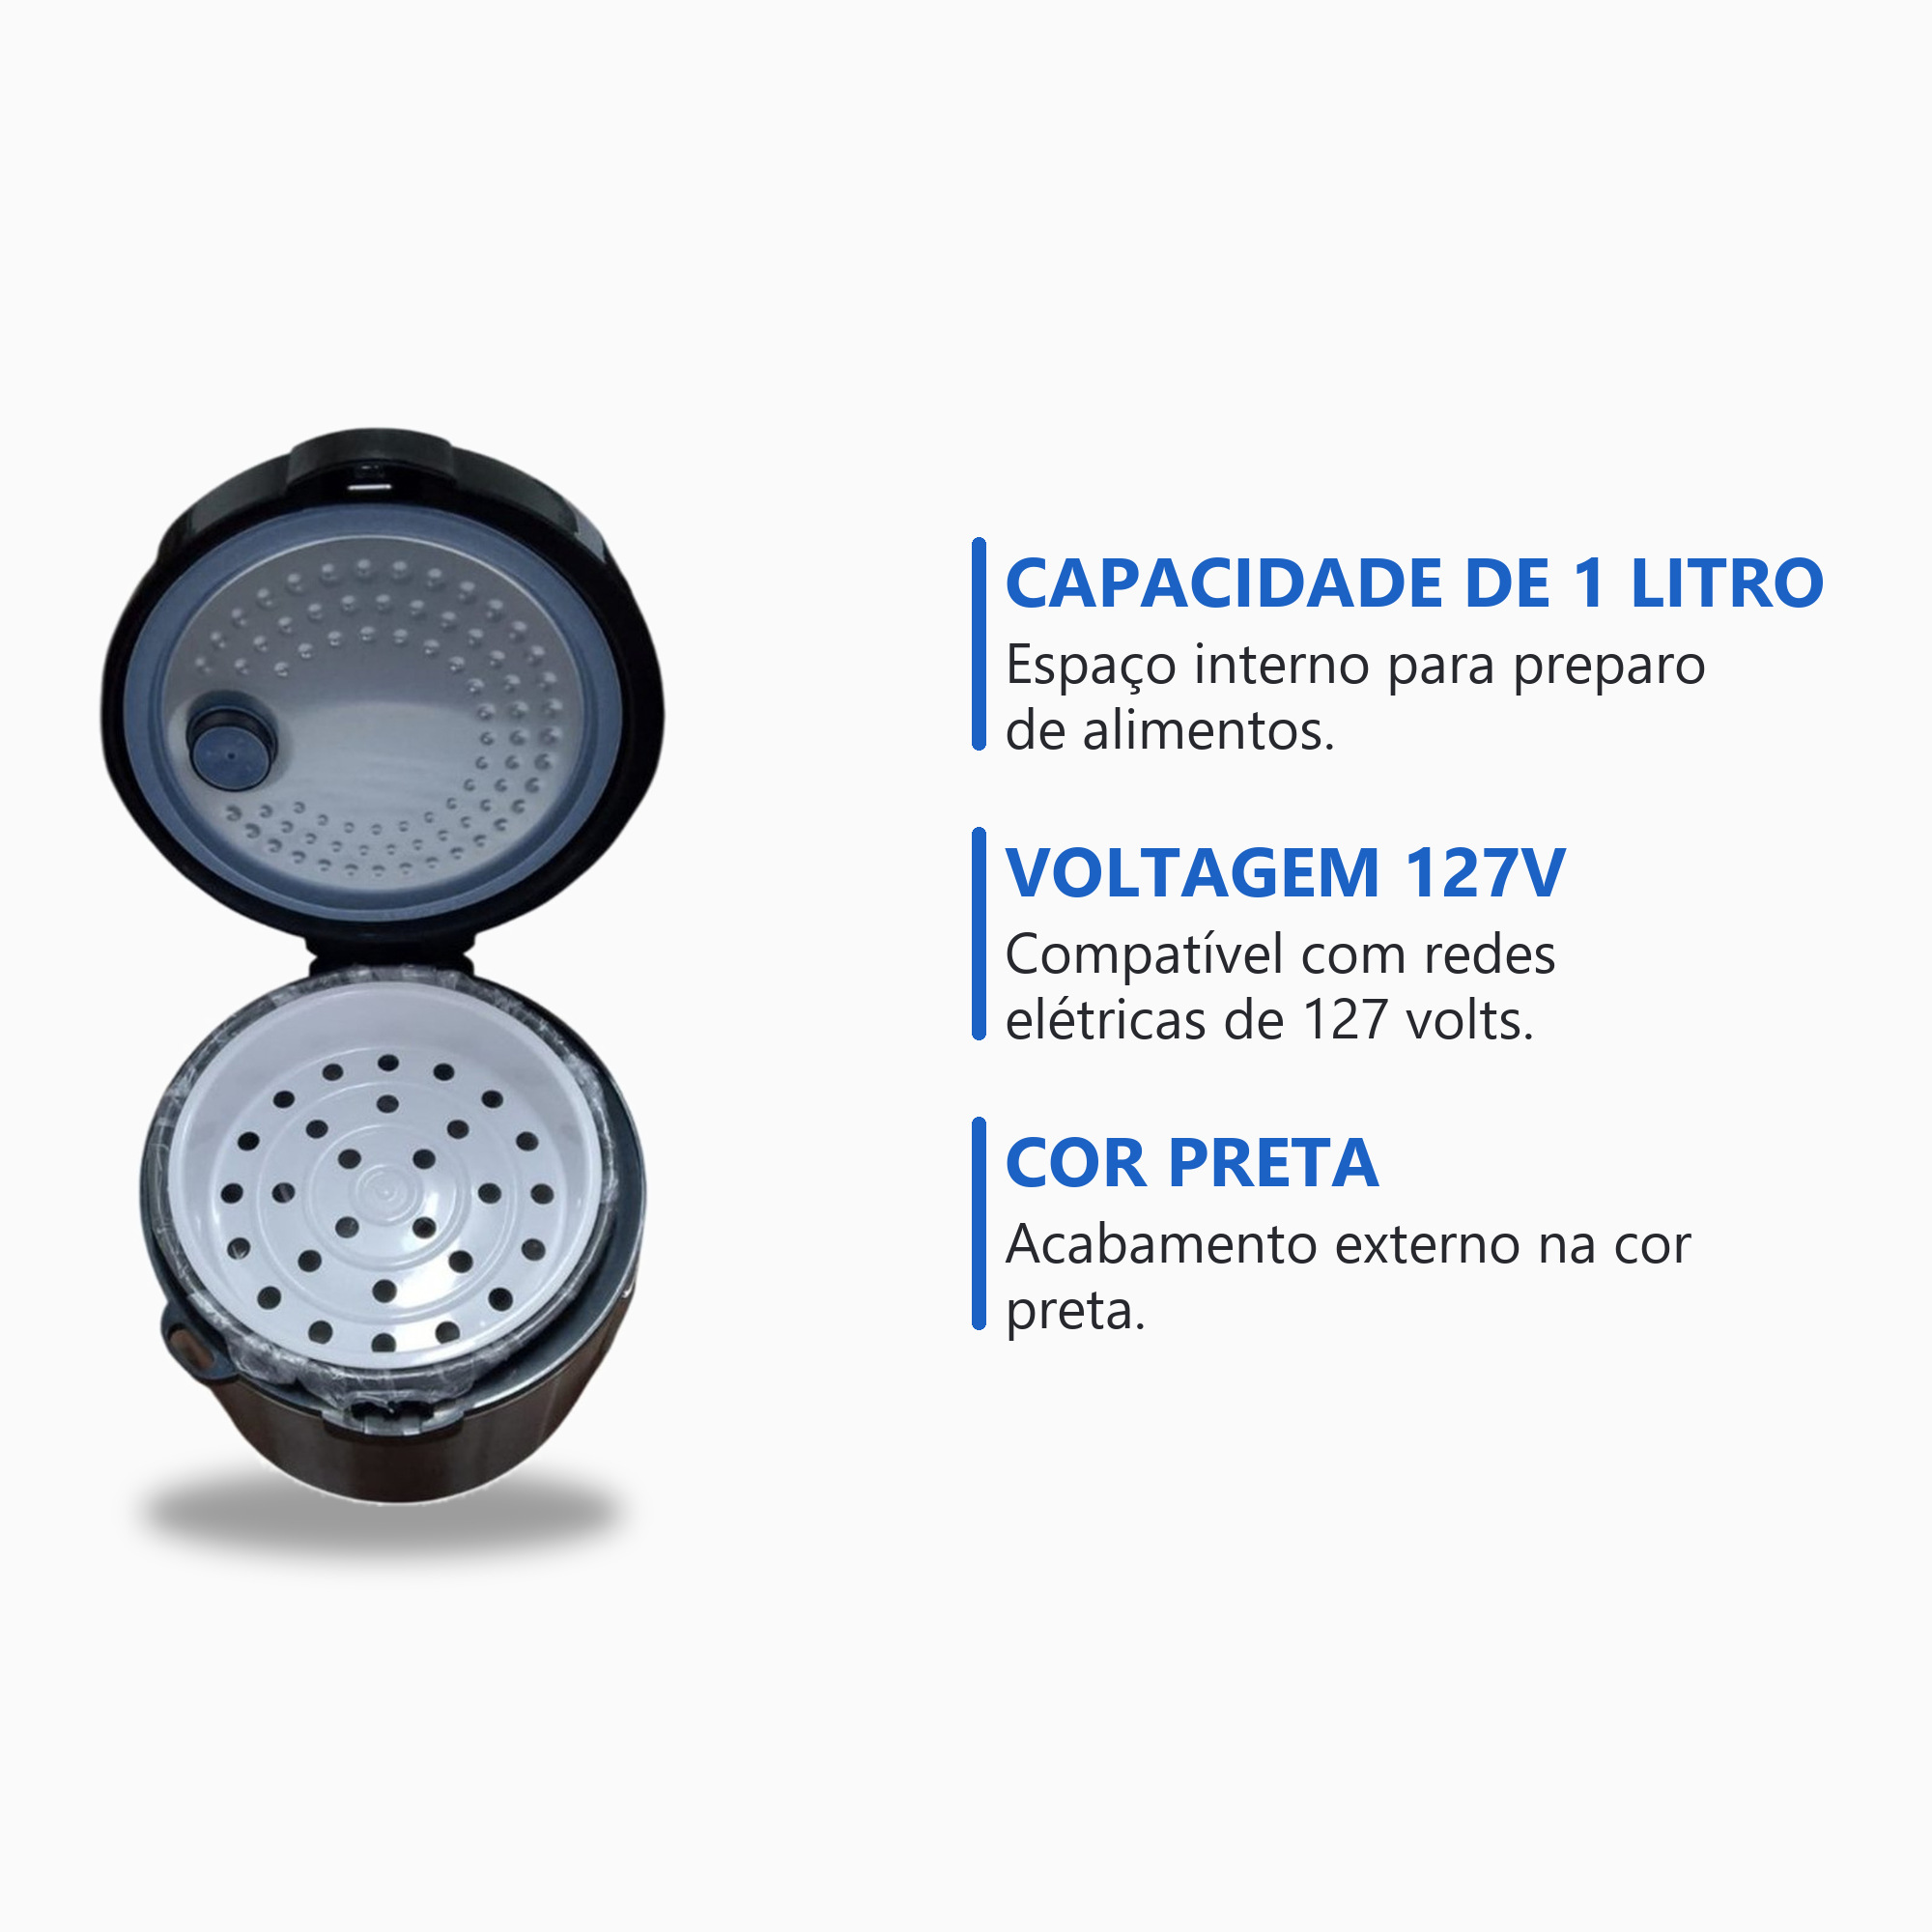 CAPACIDADE DE 1 LITRO
Espaço interno para preparo
de alimentos.
VOLTAGEM 127V
Compatível com redes
elétricas de 127 volts.
COR PRETA
Acabamento externo na cor
preta.